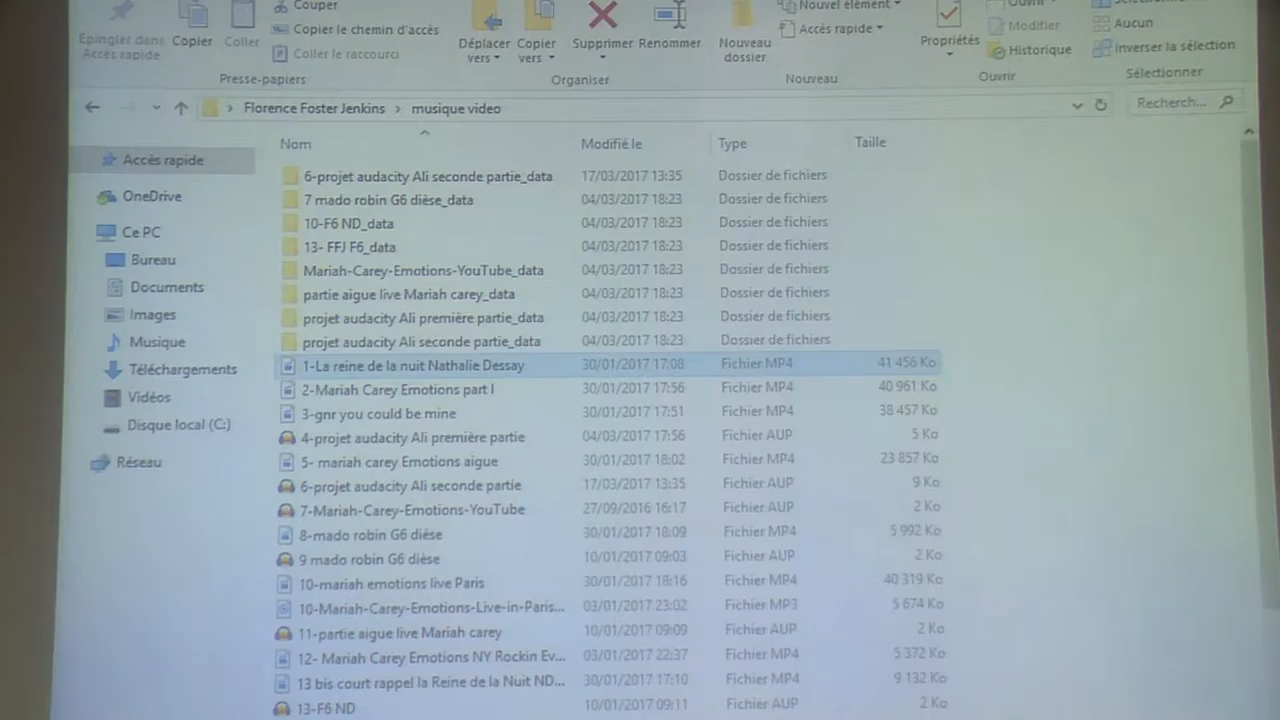 Couper
Nouvel élément
Ouvrir
Épingler dans
Accès rapide
Copier
Coller
Copier le chemin d'accès
Coller le raccourci
Déplacer
vers
Copier
vers
Supprimer
Renommer
Nouveau
dossier
Accès rapide
Propriétés
Modifier
Historique
Aucun
Inverser la sélection
Presse-papiers
Organiser
Nouveau
Ouvrir
Sélectionner
Florence Foster Jenkins > musique video
Recherch...
Nom Modifié le Type Taille
Accès rapide
OneDrive
Ce PC
Bureau
Documents
Images
Musique
Téléchargements
Vidéos
Disque local (C:)
Réseau
6-projet audacity Ali seconde partie_data 17/03/2017 13:35 Dossier de fichiers
7 mado robin G6 dièse_data 04/03/2017 18:23 Dossier de fichiers
10-F6 ND_data 04/03/2017 18:23 Dossier de fichiers
13- FFJ F6_data 04/03/2017 18:23 Dossier de fichiers
Mariah-Carey-Emotions-YouTube_data 04/03/2017 18:23 Dossier de fichiers
partie aigue live Mariah carey_data 04/03/2017 18:23 Dossier de fichiers
projet audacity Ali première partie_data 04/03/2017 18:23 Dossier de fichiers
projet audacity Ali seconde partie_data 04/03/2017 18:23 Dossier de fichiers
1-La reine de la nuit Nathalie Dessay 30/01/2017 17:08 Fichier MP4 41 456 Ko
2-Mariah Carey Emotions part I 30/01/2017 17:56 Fichier MP4 40 961 Ko
3-gnr you could be mine 30/01/2017 17:51 Fichier MP4 38 457 Ko
4-projet audacity Ali première partie 04/03/2017 17:56 Fichier AUP 5 Ko
5- mariah carey Emotions aigue 30/01/2017 18:02 Fichier MP4 23 857 Ko
6-projet audacity Ali seconde partie 17/03/2017 13:35 Fichier AUP 9 Ko
7-Mariah-Carey-Emotions-YouTube 27/09/2016 16:17 Fichier AUP 2 Ko
8-mado robin G6 dièse 30/01/2017 18:09 Fichier MP4 5 992 Ko
9 mado robin G6 dièse 10/01/2017 09:03 Fichier AUP 2 Ko
10-mariah emotions live Paris 30/01/2017 18:16 Fichier MP4 40 319 Ko
10-Mariah-Carey-Emotions-Live-in-Paris... 03/01/2017 23:02 Fichier MP3 5 674 Ko
11-partie aigue live Mariah carey 10/01/2017 09:09 Fichier AUP 2 Ko
12- Mariah Carey Emotions NY Rockin Ev... 03/01/2017 22:37 Fichier MP4 5 372 Ko
13 bis court rappel la Reine de la Nuit ND... 30/01/2017 17:10 Fichier MP4 9 132 Ko
13-F6 ND 10/01/2017 09:11 Fichier AUP 2 Ko